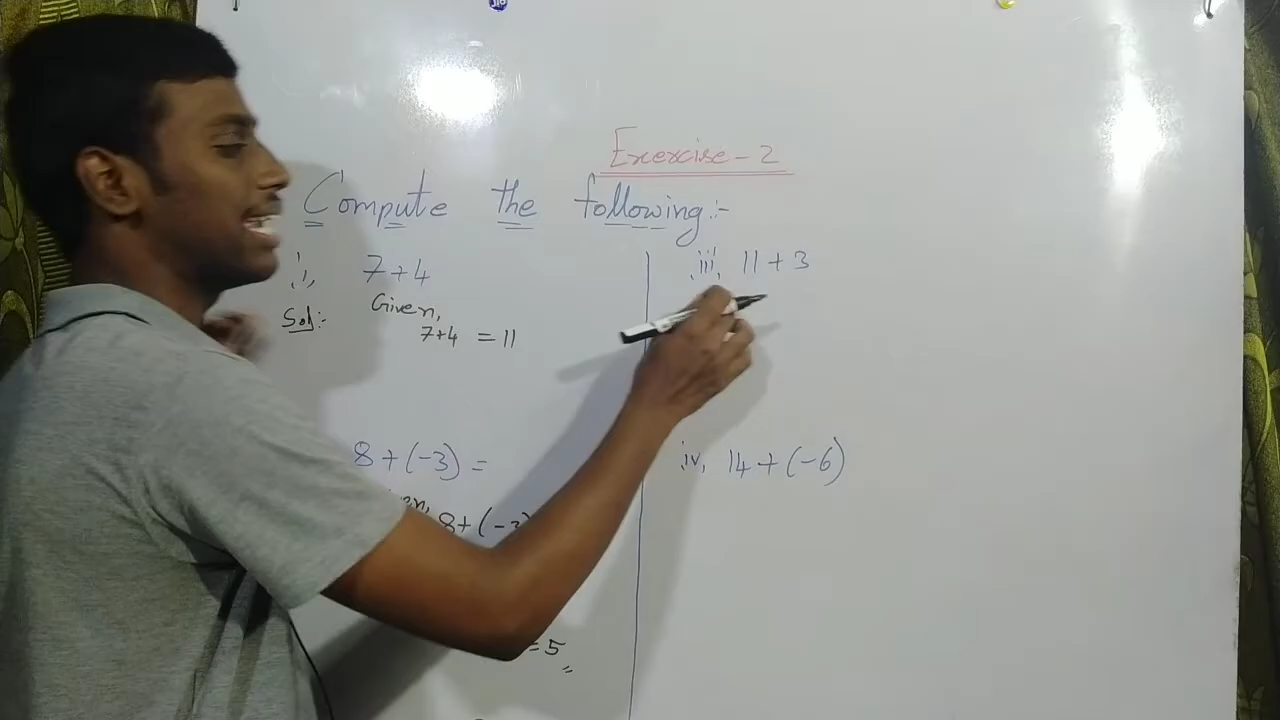 Exercise - 2
Compute the following:-
i, 7+4
Sol:- Given,
7+4 = 11
8+(-3) =
8+(-3)
=5
iii, 11+3
iv, 14+(-6)